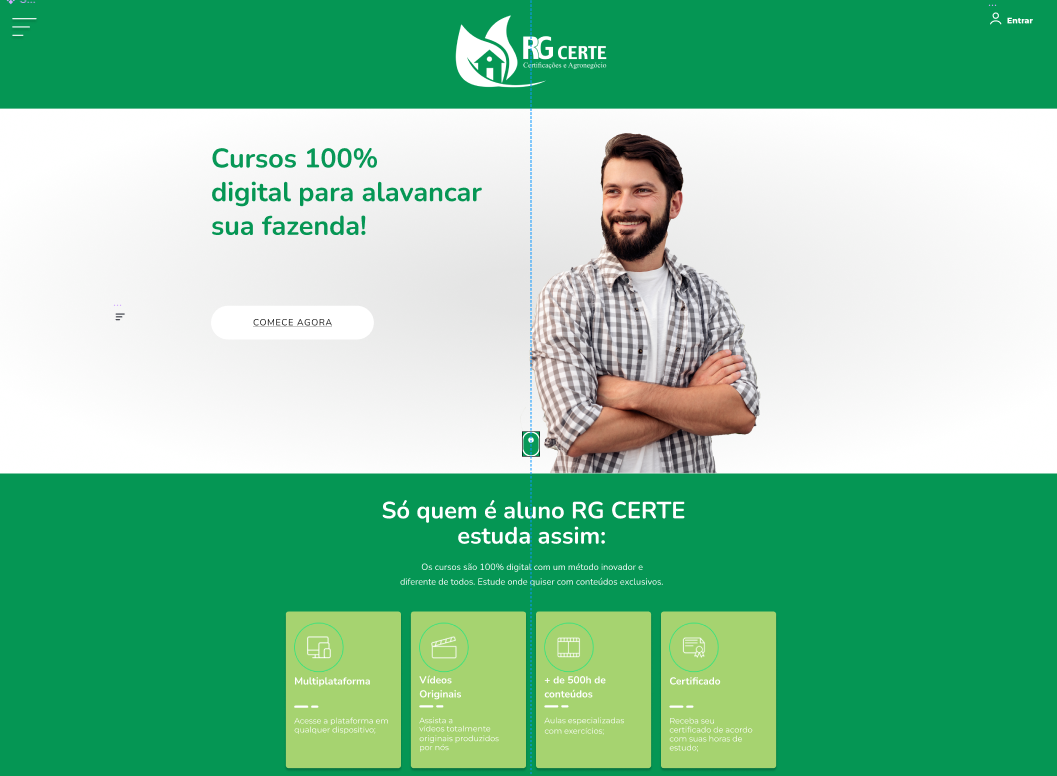 Entrar
RG CERTE
Certificações e Agronegócio
Cursos 100%
digital para alavancar
sua fazenda!
COMECE AGORA
Só quem é aluno RG CERTE
estuda assim:
Os cursos são 100% digital com um método inovador e
diferente de todos. Estude onde quiser com conteúdos exclusivos.
Multiplataforma
Acesse a plataforma em
qualquer dispositivo;
Vídeos
Originais
Assista a
vídeos totalmente
originais produzidos
por nós
+ de 500h de
conteúdos
Aulas especializadas
com exercícios;
Certificado
Receba seu
certificado de acordo
com suas horas de
estudo;